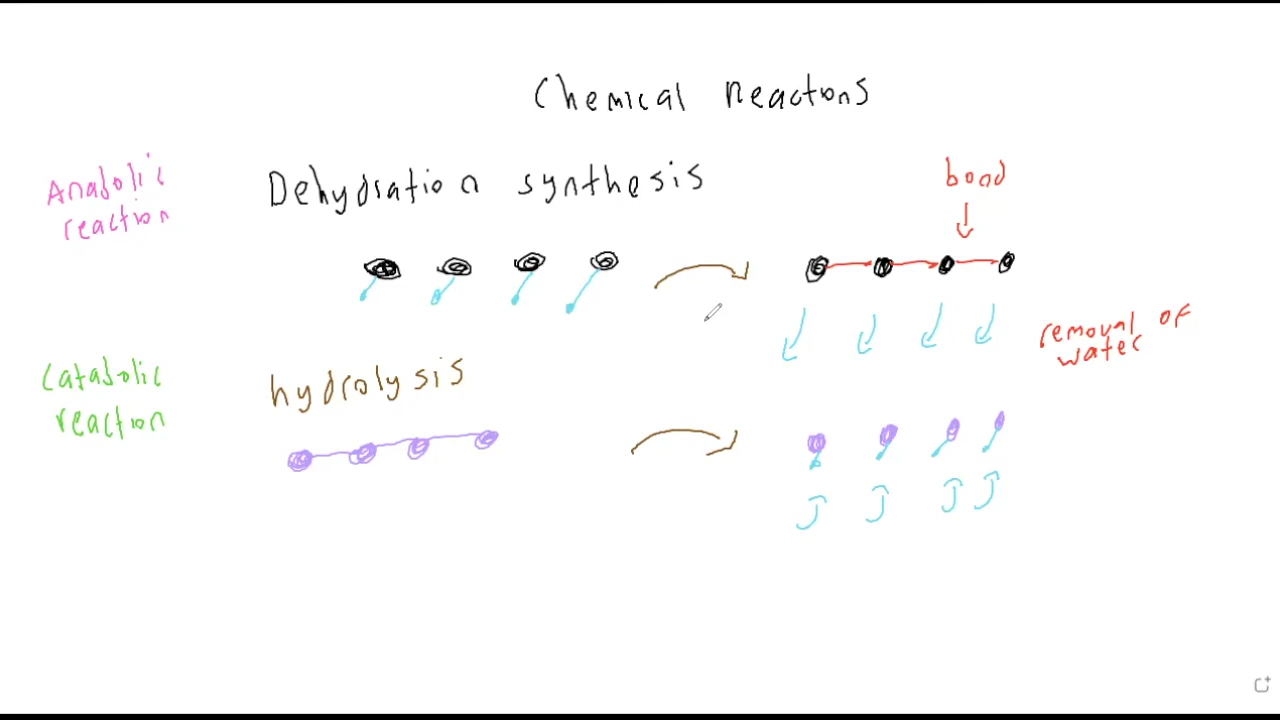 Chemical reactions
Anabolic
reaction
Dehydration synthesis
bond
removal of
water
Catabolic
reaction
hydrolysis